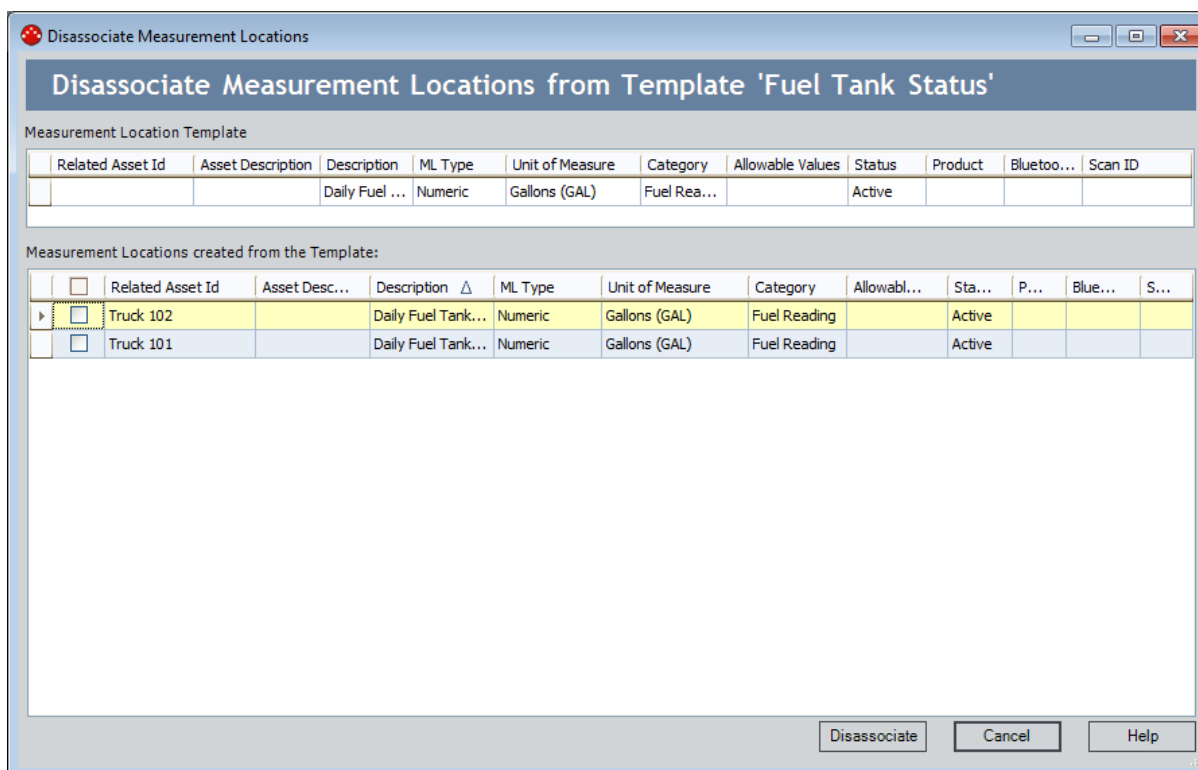 Disassociate Measurement Locations
Disassociate Measurement Locations from Template 'Fuel Tank Status'
Measurement Location Template
Related Asset Id Asset Description Description ML Type Unit of Measure Category Allowable Values Status Product Bluetoo... Scan ID
Daily Fuel ... Numeric Gallons (GAL) Fuel Rea... Active
Measurement Locations created from the Template:
Related Asset Id Asset Desc... Description ML Type Unit of Measure Category Allowabl... Sta... P... Blue... S...
Truck 102 Daily Fuel Tank... Numeric Gallons (GAL) Fuel Reading Active
Truck 101 Daily Fuel Tank... Numeric Gallons (GAL) Fuel Reading Active
Disassociate Cancel Help